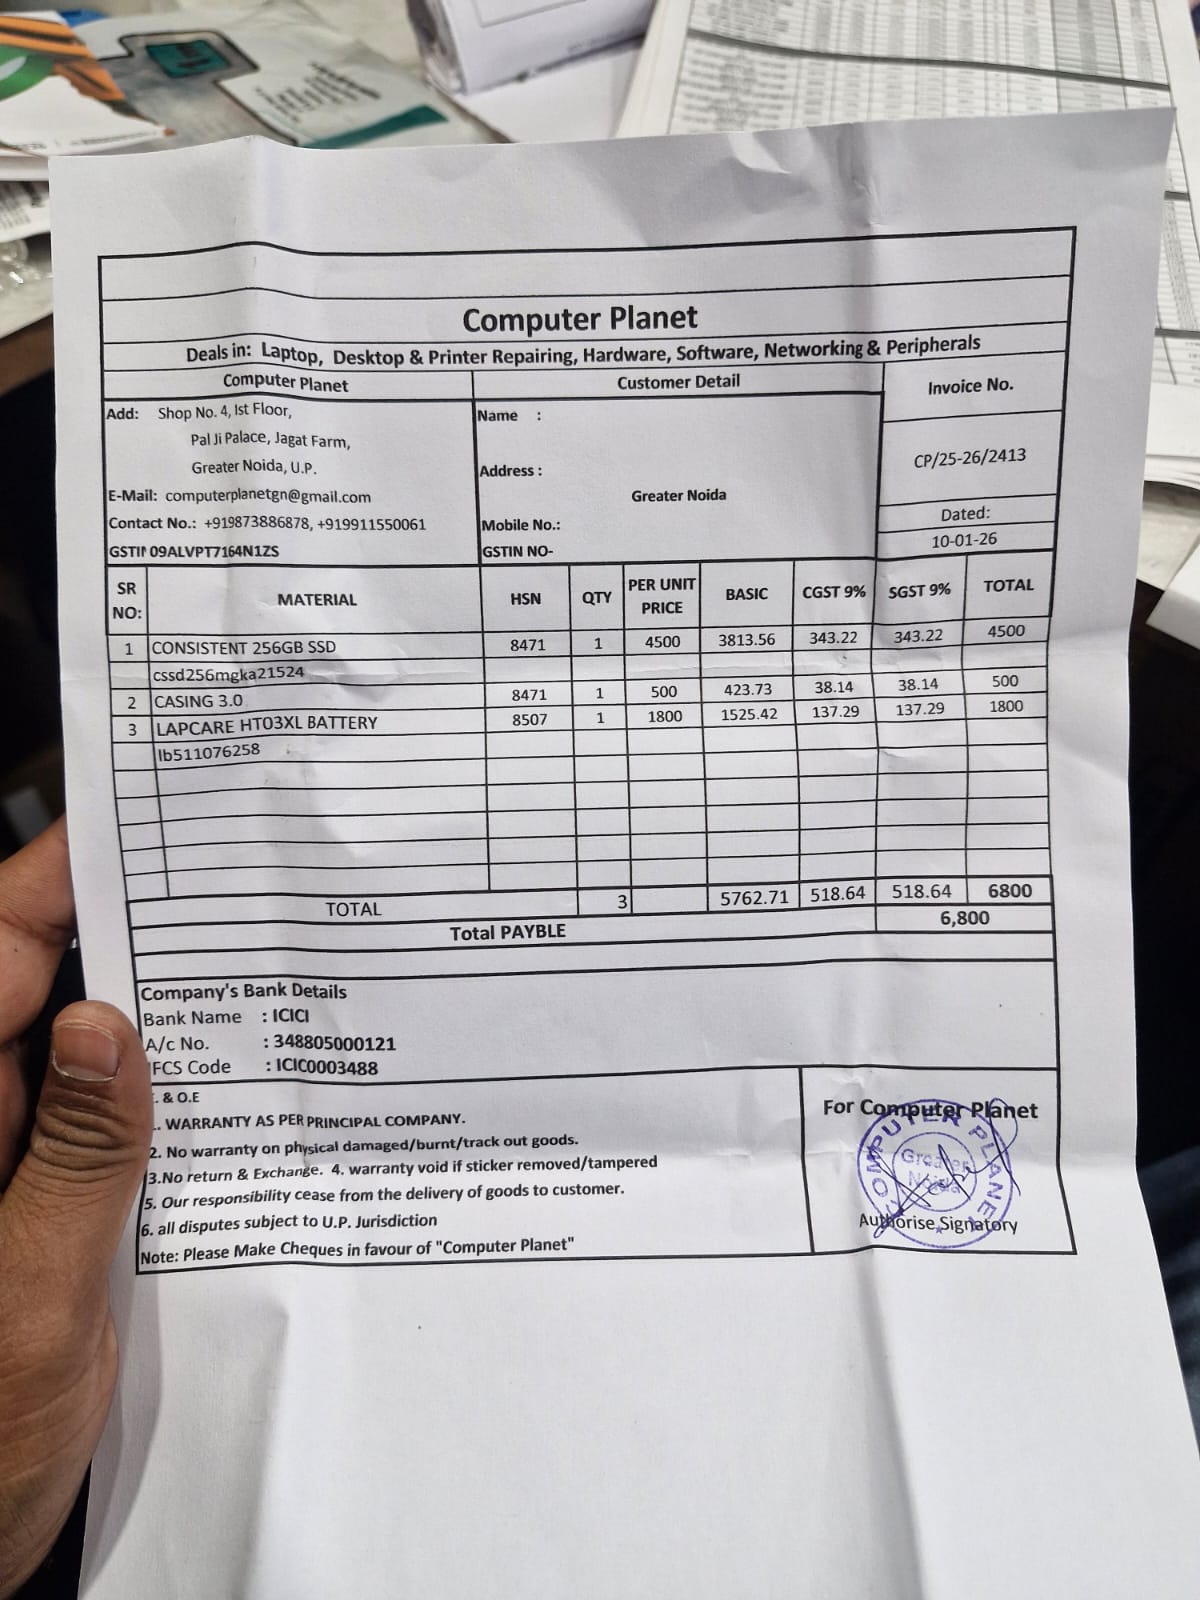 Computer Planet
Deals in: Laptop, Desktop & Printer Repairing, Hardware, Software, Networking & Peripherals
Computer Planet
Customer Detail
Invoice No.
Add: Shop No. 4, Ist Floor,
Pal Ji Palace, Jagat Farm,
Greater Noida, U.P.
E-Mail: computerplanetgn@gmail.com
Contact No.: +919873886878, +919911550061
GSTIN 09ALVPT7164N1ZS
Name :
Address :
Greater Noida
Mobile No.:
GSTIN NO-
CP/25-26/2413
Dated:
10-01-26
SR NO: MATERIAL HSN QTY PER UNIT PRICE BASIC CGST 9% SGST 9% TOTAL
1 CONSISTENT 256GB SSD 8471 1 4500 3813.56 343.22 343.22 4500
cssd256mgka21524
2 CASING 3.0 8471 1 500 423.73 38.14 38.14 500
3 LAPCARE HT03XL BATTERY 8507 1 1800 1525.42 137.29 137.29 1800
lb511076258
TOTAL 3 5762.71 518.64 518.64 6800
Total PAYBLE 6,800
Company's Bank Details
Bank Name : ICICI
A/c No. : 348805000121
IFCS Code : ICIC0003488
. & O.E
. WARRANTY AS PER PRINCIPAL COMPANY.
2. No warranty on physical damaged/burnt/track out goods.
3.No return & Exchange. 4. warranty void if sticker removed/tampered
5. Our responsibility cease from the delivery of goods to customer.
6. all disputes subject to U.P. Jurisdiction
Note: Please Make Cheques in favour of "Computer Planet"
For Computer Planet
COMPUTER PLANET
Greater
Noida
Authorise Signatory